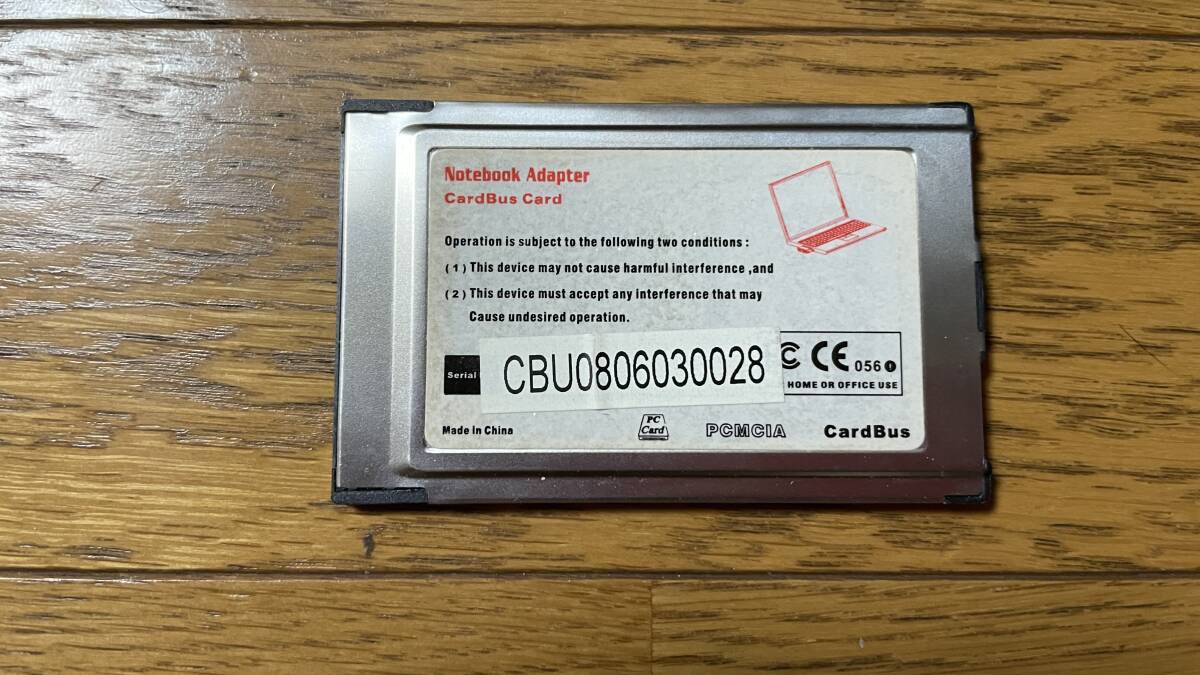 Notebook Adapter
CardBus Card
Operation is subject to the following two conditions :
( 1 ) This device may not cause harmful interference ,and
( 2 ) This device must accept any interference that may
Cause undesired operation.
Serial CBU0806030028
C CE 056
HOME OR OFFICE USE
Made in China
PC Card PCMCIA CardBus